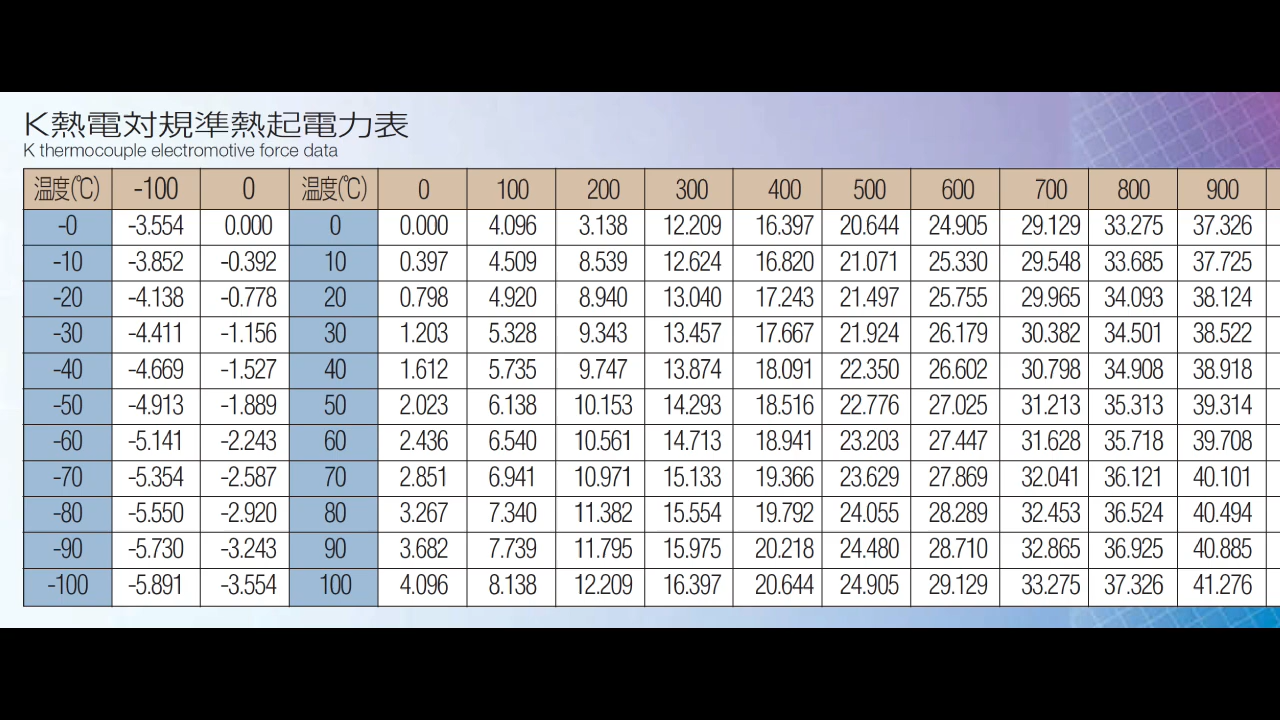 K熱電対規準熱起電力表
K thermocouple electromotive force data
温度(℃) -100 0 温度(℃) 0 100 200 300 400 500 600 700 800 900
-0 -3.554 0.000 0 0.000 4.096 3.138 12.209 16.397 20.644 24.905 29.129 33.275 37.326
-10 -3.852 -0.392 10 0.397 4.509 8.539 12.624 16.820 21.071 25.330 29.548 33.685 37.725
-20 -4.138 -0.778 20 0.798 4.920 8.940 13.040 17.243 21.497 25.755 29.965 34.093 38.124
-30 -4.411 -1.156 30 1.203 5.328 9.343 13.457 17.667 21.924 26.179 30.382 34.501 38.522
-40 -4.669 -1.527 40 1.612 5.735 9.747 13.874 18.091 22.350 26.602 30.798 34.908 38.918
-50 -4.913 -1.889 50 2.023 6.138 10.153 14.293 18.516 22.776 27.025 31.213 35.313 39.314
-60 -5.141 -2.243 60 2.436 6.540 10.561 14.713 18.941 23.203 27.447 31.628 35.718 39.708
-70 -5.354 -2.587 70 2.851 6.941 10.971 15.133 19.366 23.629 27.869 32.041 36.121 40.101
-80 -5.550 -2.920 80 3.267 7.340 11.382 15.554 19.792 24.055 28.289 32.453 36.524 40.494
-90 -5.730 -3.243 90 3.682 7.739 11.795 15.975 20.218 24.480 28.710 32.865 36.925 40.885
-100 -5.891 -3.554 100 4.096 8.138 12.209 16.397 20.644 24.905 29.129 33.275 37.326 41.276